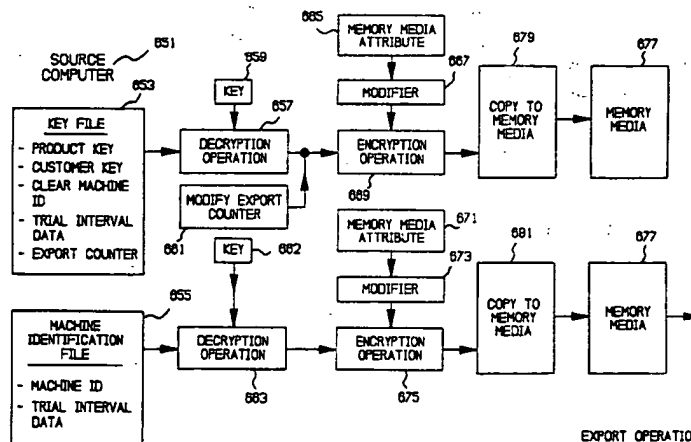 SOURCE
COMPUTER
651
653
KEY FILE
- PRODUCT KEY
- CUSTOMER KEY
- CLEAR MACHINE
ID
- TRIAL INTERVAL
DATA
- EXPORT COUNTER
659
KEY
657
DECRYPTION
OPERATION
MODIFY EXPORT
COUNTER
661
665
MEMORY MEDIA
ATTRIBUTE
667
MODIFIER
ENCRYPTION
OPERATION
669
679
COPY TO
MEMORY
MEDIA
677
MEMORY
MEDIA
655
MACHINE
IDENTIFICATION
FILE
- MACHINE ID
- TRIAL INTERVAL
DATA
KEY
662
DECRYPTION
OPERATION
663
671
MEMORY MEDIA
ATTRIBUTE
673
MODIFIER
ENCRYPTION
OPERATION
675
681
COPY TO
MEMORY
MEDIA
677
MEMORY
MEDIA
EXPORT OPERATIO